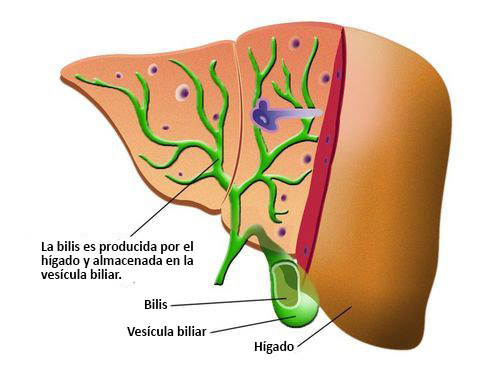 La bilis es producida por el
hígado y almacenada en la
vesícula biliar.
Bilis
Vesícula biliar
Hígado